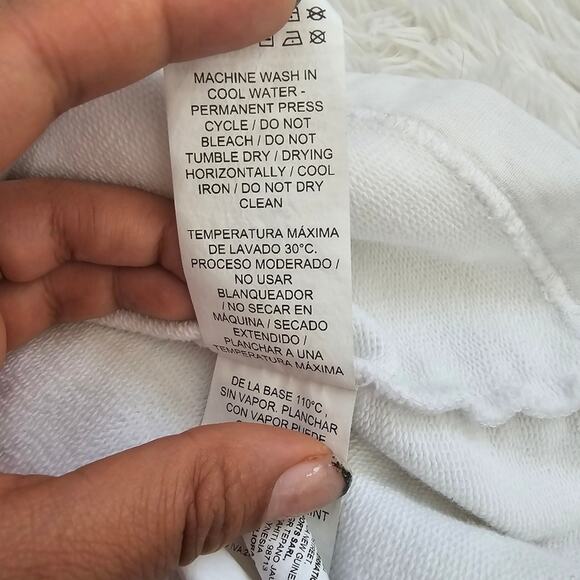 MACHINE WASH IN
COOL WATER -
PERMANENT PRESS
CYCLE / DO NOT
BLEACH / DO NOT
TUMBLE DRY / DRYING
HORIZONTALLY / COOL
IRON / DO NOT DRY
CLEAN
TEMPERATURA MÁXIMA
DE LAVADO 30°C.
PROCESO MODERADO /
NO USAR
BLANQUEADOR
/ NO SECAR EN
MÁQUINA / SECADO
EXTENDIDO /
PLANCHAR A UNA
TEMPERATURA MÁXIMA
DE LA BASE 110°C,
SIN VAPOR. PLANCHAR
CON VAPOR PUEDE